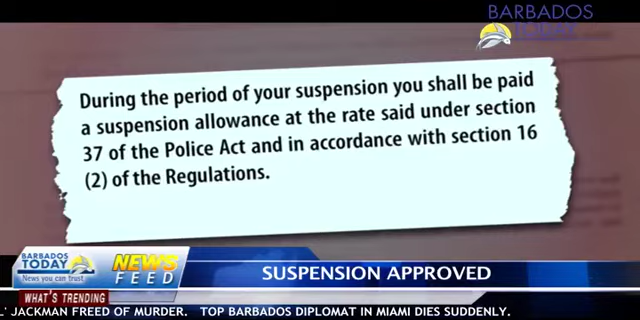 BARBADOS
TODAY
During the period of your suspension you shall be paid
a suspension allowance at the rate said under section
37 of the Police Act and in accordance with section 16
(2) of the Regulations.
BARBADOS
TODAY
News you can trust.
NEWS
FEED
SUSPENSION APPROVED
WHAT'S TRENDING
L' JACKMAN FREED OF MURDER. TOP BARBADOS DIPLOMAT IN MIAMI DIES SUDDENLY.